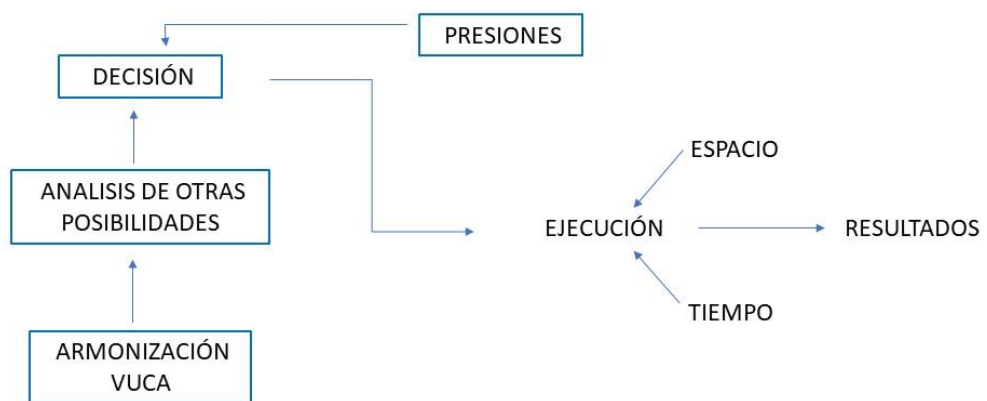 PRESIONES
DECISIÓN
ESPACIO
ANALISIS DE OTRAS
POSIBILIDADES
EJECUCIÓN
RESULTADOS
TIEMPO
ARMONIZACIÓN
VUCA